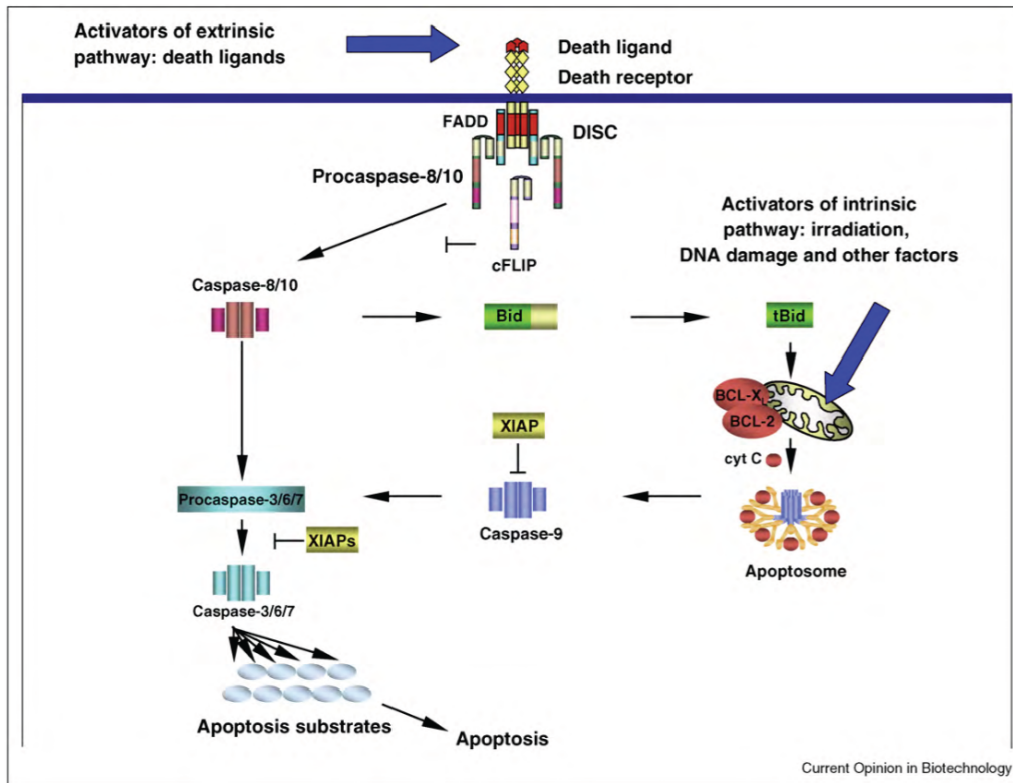 Activators of extrinsic
pathway: death ligands
Death ligand
Death receptor
FADD
DISC
Procaspase-8/10
Activators of intrinsic
pathway: irradiation,
DNA damage and other factors
cFLIP
Caspase-8/10
Bid
tBid
BCL-XL
BCL-2
XIAP
cyt C
Procaspase-3/6/7
Caspase-9
XIAPs
Apoptosome
Caspase-3/6/7
Apoptosis substrates
Apoptosis
Current Opinion in Biotechnology